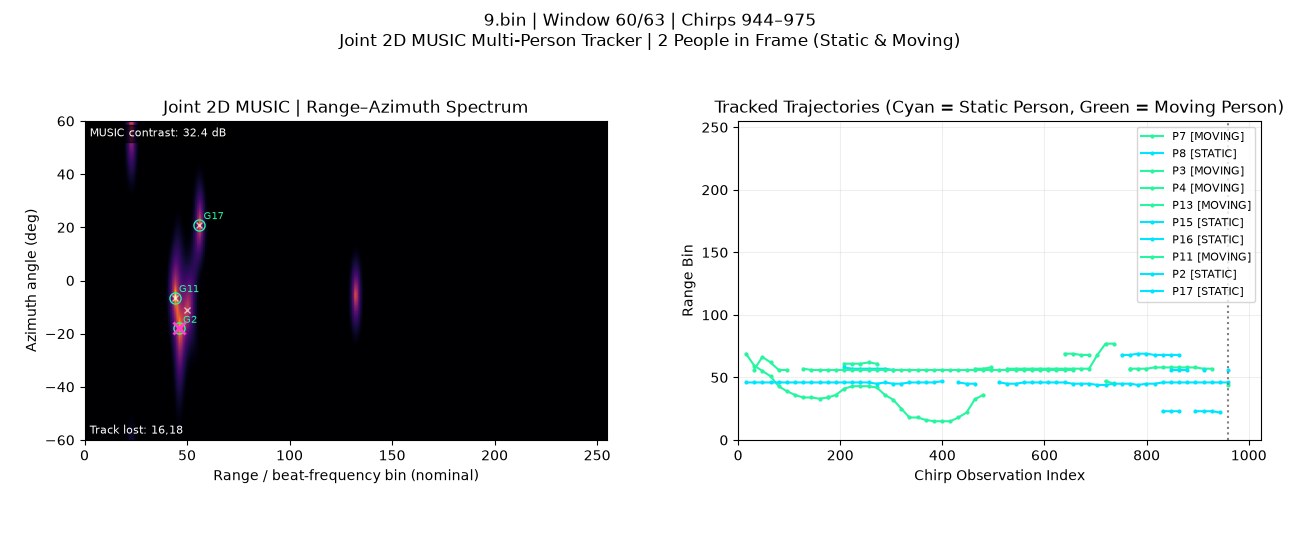 9.bin | Window 60/63 | Chirps 944–975
Joint 2D MUSIC Multi-Person Tracker | 2 People in Frame (Static & Moving)
Joint 2D MUSIC | Range–Azimuth Spectrum
MUSIC contrast: 32.4 dB
G17
G11
G2
Track lost: 16,18
60
40
20
0
−20
−40
−60
Azimuth angle (deg)
0
50
100
150
200
250
Range / beat-frequency bin (nominal)
Tracked Trajectories (Cyan = Static Person, Green = Moving Person)
P7 [MOVING]
P8 [STATIC]
P3 [MOVING]
P4 [MOVING]
P13 [MOVING]
P15 [STATIC]
P16 [STATIC]
P11 [MOVING]
P2 [STATIC]
P17 [STATIC]
250
200
150
100
50
0
Range Bin
0
200
400
600
800
1000
Chirp Observation Index